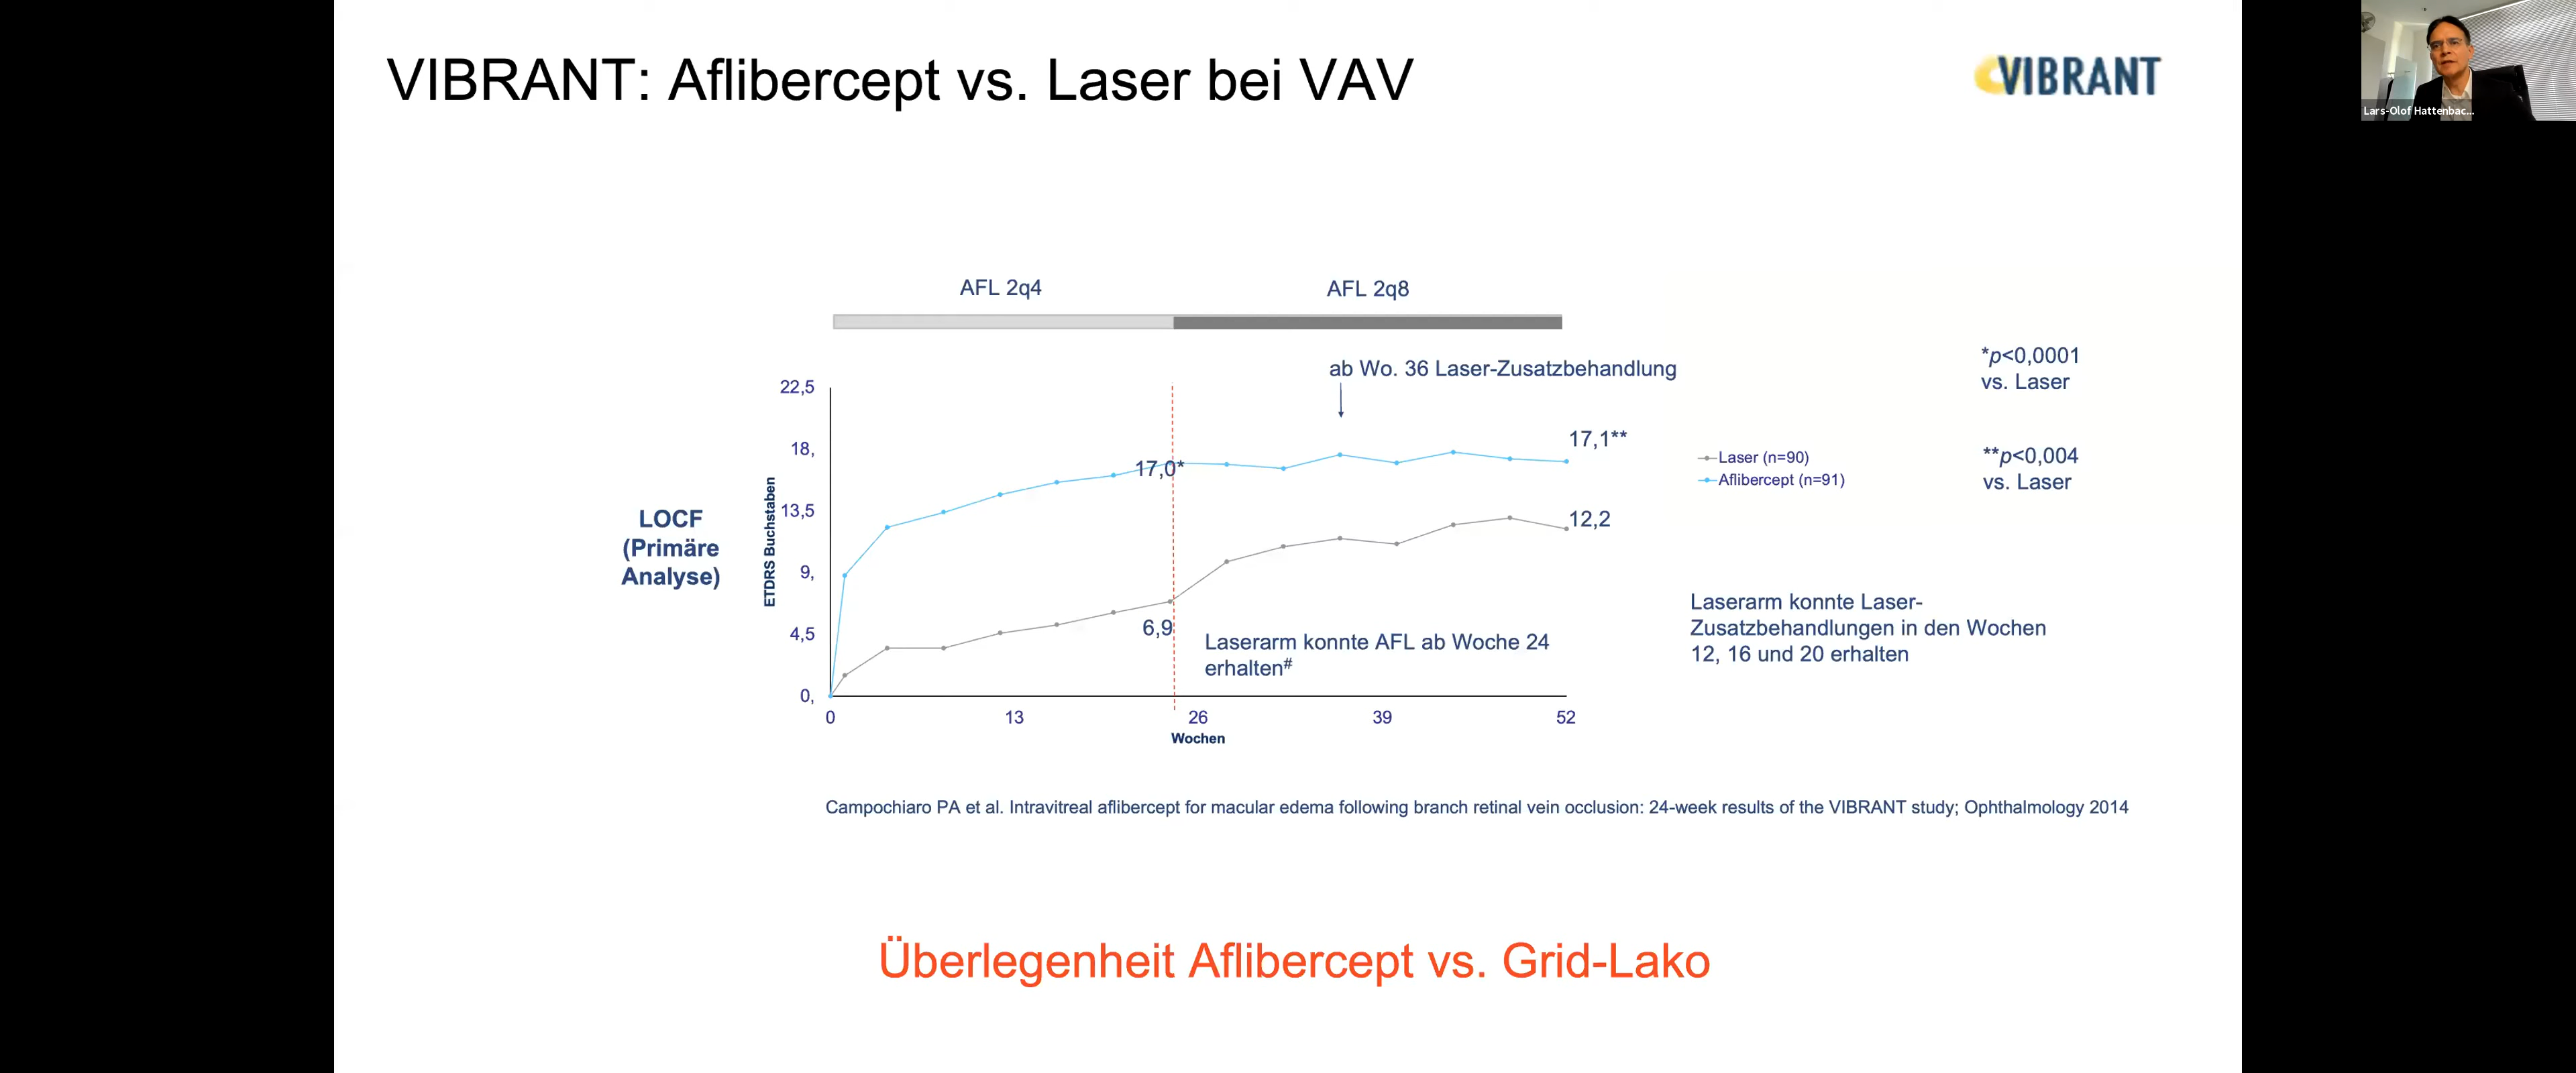 VIBRANT: Aflibercept vs. Laser bei VAV
VIBRANT
Lars-Olof Hattenbac...
AFL 2q4
AFL 2q8
ab Wo. 36 Laser-Zusatzbehandlung
*p<0,0001
vs. Laser
22,5
18,
13,5
9,
4,5
0,
ETDRS Buchstaben
LOCF
(Primäre
Analyse)
17,0*
17,1**
6,9
12,2
Laser (n=90)
Aflibercept (n=91)
**p<0,004
vs. Laser
Laserarm konnte AFL ab Woche 24
erhalten#
Laserarm konnte Laser-
Zusatzbehandlungen in den Wochen
12, 16 und 20 erhalten
0
13
26
39
52
Wochen
Campochiaro PA et al. Intravitreal aflibercept for macular edema following branch retinal vein occlusion: 24-week results of the VIBRANT study; Ophthalmology 2014
Überlegenheit Aflibercept vs. Grid-Lako